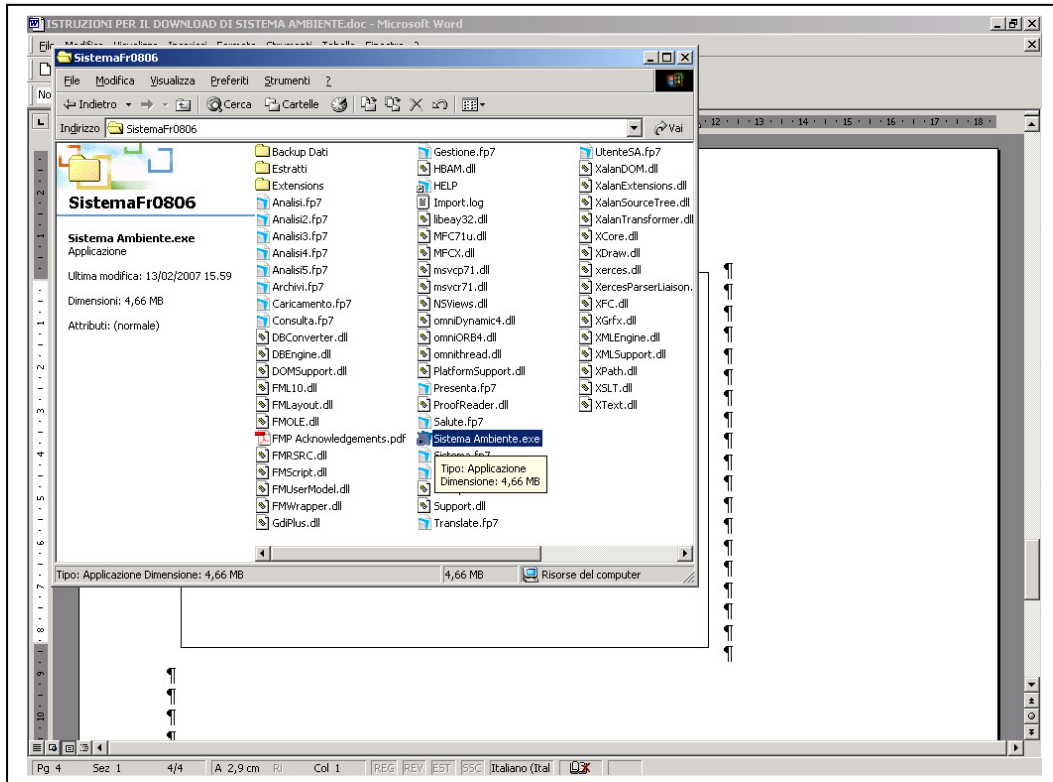 ISTRUZIONI PER IL DOWNLOAD DI SISTEMA AMBIENTE.doc - Microsoft Word
SistemaFr0806
File Modifica Visualizza Preferiti Strumenti ?
Indietro Cerca Cartelle
No
Indirizzo SistemaFr0806 Vai
12 13 14 15 16 17 18
SistemaFr0806
Sistema Ambiente.exe
Applicazione
Ultima modifica: 13/02/2007 15.59
Dimensioni: 4,66 MB
Attributi: (normale)
Backup Dati
Estratti
Extensions
Analisi.fp7
Analisi2.fp7
Analisi3.fp7
Analisi4.fp7
Analisi5.fp7
Archivi.fp7
Caricamento.fp7
Consulta.fp7
DBConverter.dll
DBEngine.dll
DOMSupport.dll
FML10.dll
FMLayout.dll
FMOLE.dll
FMP Acknowledgements.pdf
FMRSRC.dll
FMScript.dll
FMUserModel.dll
FMWrapper.dll
GdiPlus.dll
Gestione.fp7
HBAM.dll
HELP
Import.log
libeay32.dll
MFC71u.dll
MFCX.dll
msvcp71.dll
msvcr71.dll
NSViews.dll
omniDynamic4.dll
omniORB4.dll
omnithread.dll
PlatformSupport.dll
Presenta.fp7
ProofReader.dll
Salute.fp7
Sistema Ambiente.exe
Sistema.fp7
Tipo: Applicazione
Dimensione: 4,66 MB
Support.dll
Translate.fp7
UtenteSA.fp7
XalanDOM.dll
XalanExtensions.dll
XalanSourceTree.dll
XalanTransformer.dll
XCore.dll
XDraw.dll
xerces.dll
XercesParserLiaison.
XFC.dll
XGrfx.dll
XMLEngine.dll
XMLSupport.dll
XPath.dll
XSLT.dll
XText.dll
Tipo: Applicazione Dimensione: 4,66 MB 4,66 MB Risorse del computer
Pg 4 Sez 1 4/4 A 2,9 cm Ri Col 1 REG REV EST SSC Italiano (Ital